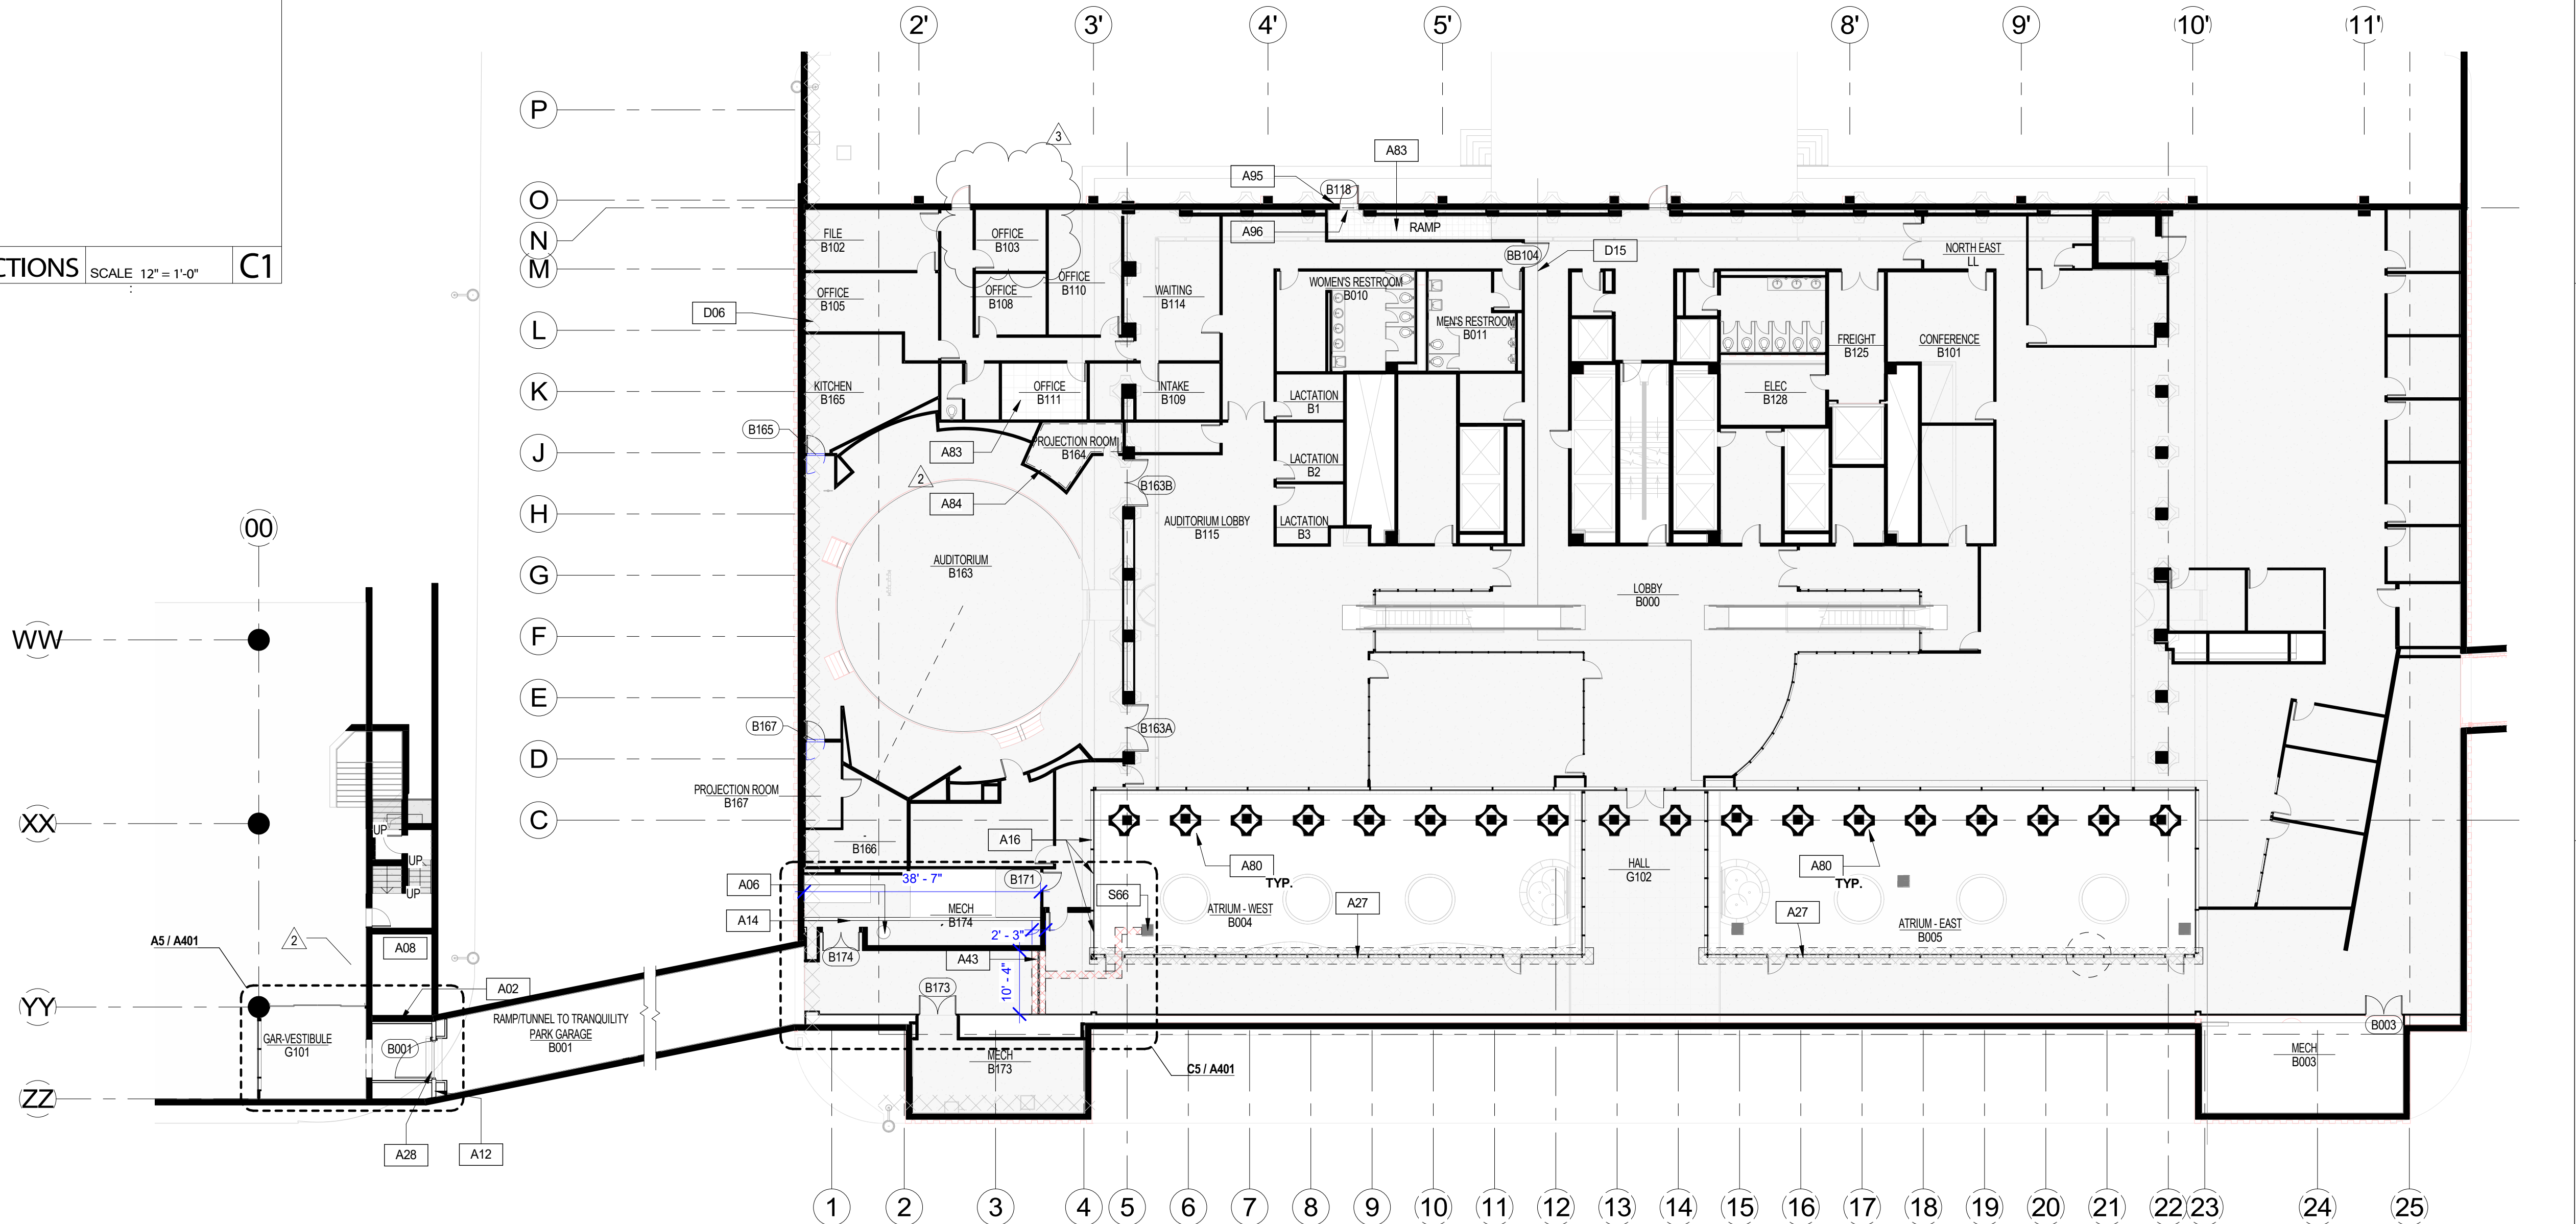 2'
3'
4'
5'
8'
9'
10'
11'
P
O
N
M
L
K
J
H
G
F
E
D
C
CTIONS
SCALE 12" = 1'-0"
:
C1
3
A83
A95
B118
A96
RAMP
BB104
D15
FILE
B102
OFFICE
B103
OFFICE
B110
OFFICE
B105
OFFICE
B108
WAITING
B114
WOMEN'S RESTROOM
B010
MEN'S RESTROOM
B011
NORTH EAST
LL
D06
FREIGHT
B125
CONFERENCE
B101
KITCHEN
B165
OFFICE
B111
INTAKE
B109
LACTATION
B1
ELEC
B128
B165
A83
PROJECTION ROOM
B164
LACTATION
B2
2
A84
B163B
AUDITORIUM LOBBY
B115
LACTATION
B3
00
AUDITORIUM
B163
LOBBY
B000
WW
B167
B163A
PROJECTION ROOM
B167
XX
UP
UP
UP
-
B166
A16
A80
TYP.
HALL
G102
A80
TYP.
A06
38' - 7"
B171
S66
A14
MECH
B174
2' - 3"
ATRIUM - WEST
B004
A27
A27
ATRIUM - EAST
B005
A5 / A401
2
A08
B174
A43
10' - 4"
B173
A02
YY
GAR-VESTIBULE
G101
B001
RAMP/TUNNEL TO TRANQUILITY
PARK GARAGE
B001
MECH
B173
C5 / A401
B003
MECH
B003
ZZ
A28
A12
1
2
3
4
5
6
7
8
9
10
11
12
13
14
15
16
17
18
19
20
21
22
23
24
25